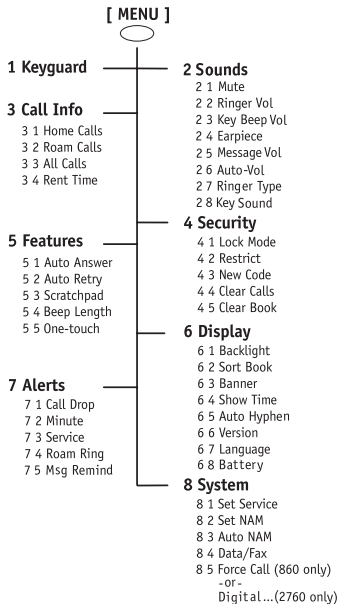 [ MENU ]
1 Keyguard
2 Sounds
2 1 Mute
2 2 Ringer Vol
2 3 Key Beep Vol
2 4 Earpiece
2 5 Message Vol
2 6 Auto-Vol
2 7 Ringer Type
2 8 Key Sound
3 Call Info
3 1 Home Calls
3 2 Roam Calls
3 3 All Calls
3 4 Rent Time
4 Security
4 1 Lock Mode
4 2 Restrict
4 3 New Code
4 4 Clear Calls
4 5 Clear Book
5 Features
5 1 Auto Answer
5 2 Auto Retry
5 3 Scratchpad
5 4 Beep Length
5 5 One-touch
6 Display
6 1 Backlight
6 2 Sort Book
6 3 Banner
6 4 Show Time
6 5 Auto Hyphen
6 6 Version
6 7 Language
6 8 Battery
7 Alerts
7 1 Call Drop
7 2 Minute
7 3 Service
7 4 Roam Ring
7 5 Msg Remind
8 System
8 1 Set Service
8 2 Set NAM
8 3 Auto NAM
8 4 Data/Fax
8 5 Force Call (860 only)
-or-
Digital...(2760 only)